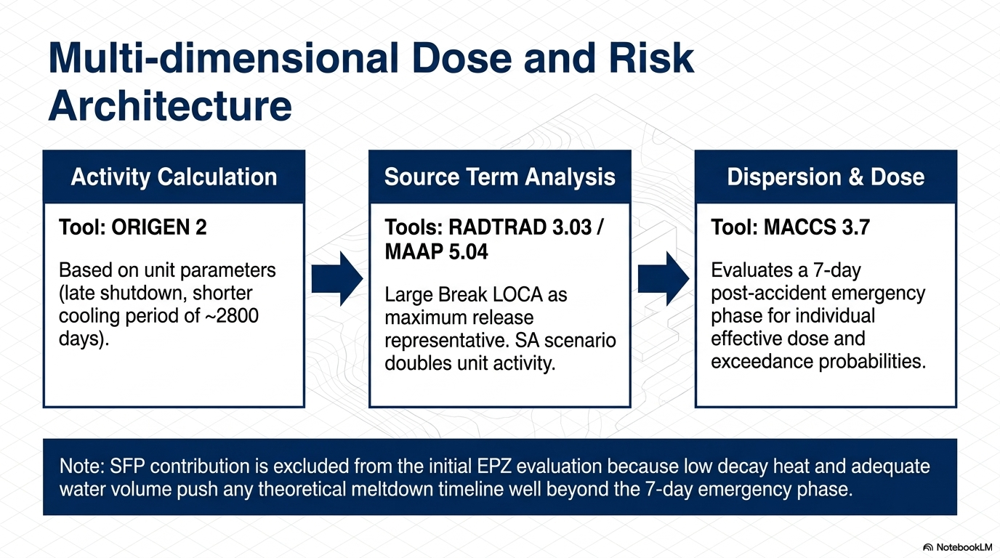 Multi-dimensional Dose and Risk
Architecture
Activity Calculation
Tool: ORIGEN 2
Based on unit parameters
(late shutdown, shorter
cooling period of ~2800
days).
Source Term Analysis
Tools: RADTRAD 3.03 /
MAAP 5.04
Large Break LOCA as
maximum release
representative. SA scenario
doubles unit activity.
Dispersion & Dose
Tool: MACCS 3.7
Evaluates a 7-day
post-accident emergency
phase for individual
effective dose and
exceedance probabilities.
Note: SFP contribution is excluded from the initial EPZ evaluation because low decay heat and adequate
water volume push any theoretical meltdown timeline well beyond the 7-day emergency phase.
NotebookLM